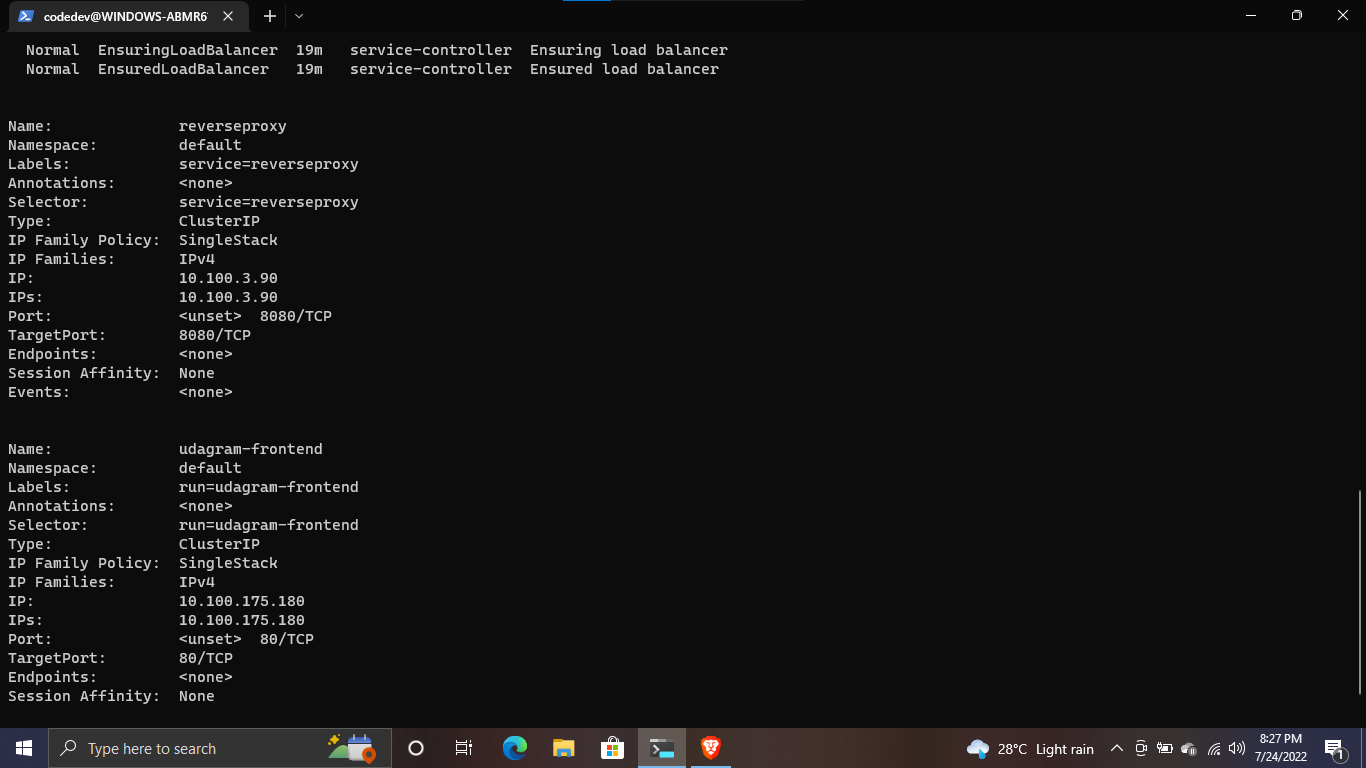 codedev@WINDOWS-ABMR6
Normal  EnsuringLoadBalancer  19m   service-controller  Ensuring load balancer
Normal  EnsuredLoadBalancer   19m   service-controller  Ensured load balancer
Name:              reverseproxy
Namespace:         default
Labels:            service=reverseproxy
Annotations:       <none>
Selector:          service=reverseproxy
Type:              ClusterIP
IP Family Policy:  SingleStack
IP Families:       IPv4
IP:                10.100.3.90
IPs:               10.100.3.90
Port:              <unset>  8080/TCP
TargetPort:        8080/TCP
Endpoints:         <none>
Session Affinity:  None
Events:            <none>
Name:              udagram-frontend
Namespace:         default
Labels:            run=udagram-frontend
Annotations:       <none>
Selector:          run=udagram-frontend
Type:              ClusterIP
IP Family Policy:  SingleStack
IP Families:       IPv4
IP:                10.100.175.180
IPs:               10.100.175.180
Port:              <unset>  80/TCP
TargetPort:        80/TCP
Endpoints:         <none>
Session Affinity:  None
Type here to search
28°C  Light rain
8:27 PM
7/24/2022
1